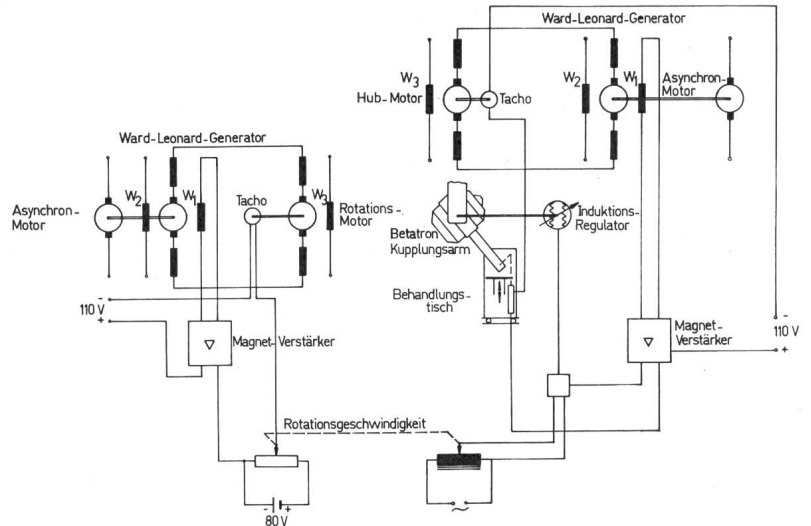 Ward-Leonard-Generator
W3
Hub-Motor
Tacho
W2
W1
Asynchron-
Motor
Ward-Leonard-Generator
Asynchron-
Motor
W2
W1
Tacho
W3
Rotations-
Motor
Betatron
Kupplungsarm
Induktions-
Regulator
Behandlungs-
tisch
-
110 V
+
Magnet-Verstärker
Magnet-
Verstärker
-
110 V
+
Rotationsgeschwindigkeit
- +
80 V
~